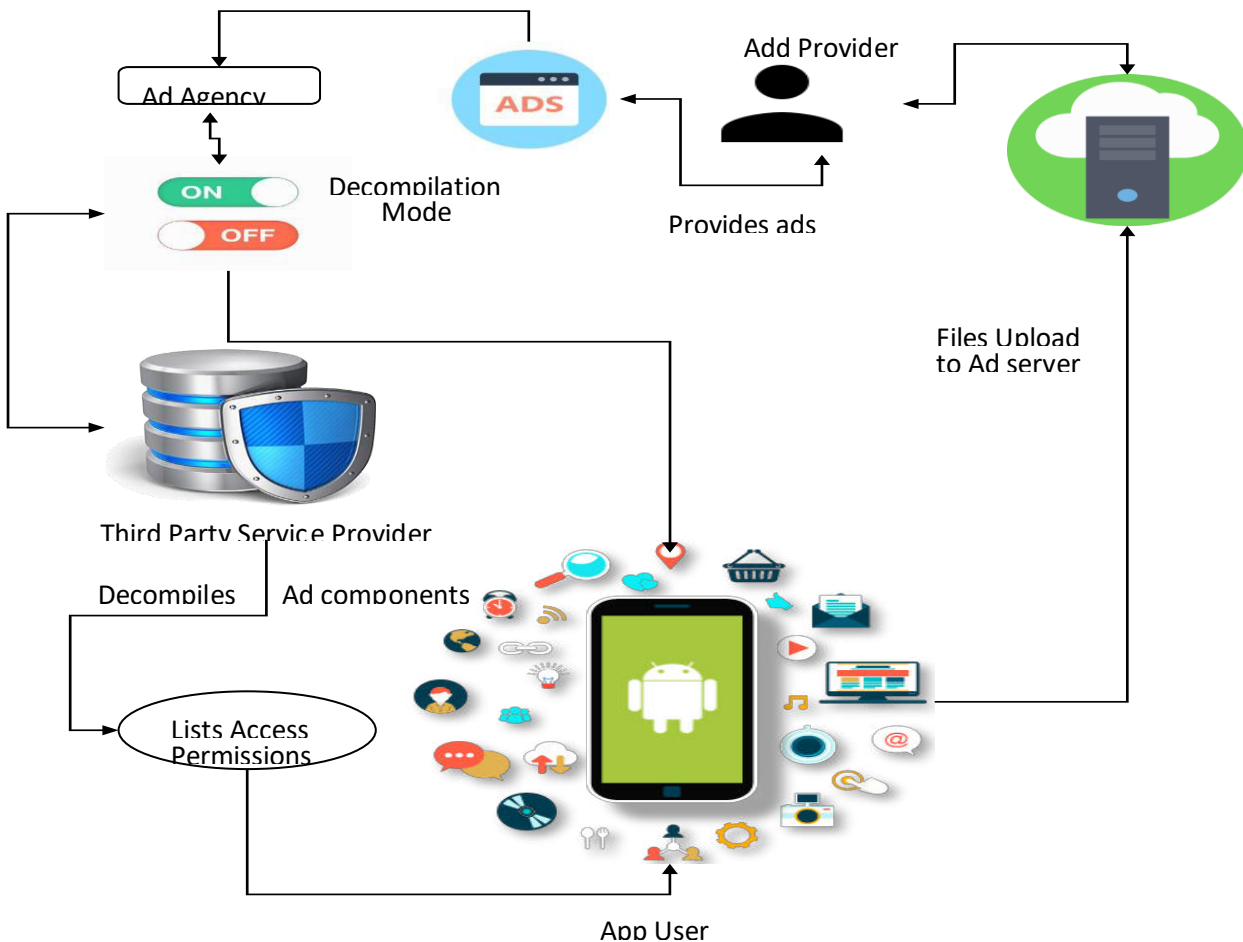 Add Provider
Ad Agency
ADS
ON
OFF
Decompilation
Mode
Provides ads
Files Upload
to Ad server
Third Party Service Provider
Decompiles
Ad components
Lists Access
Permissions
@
App User